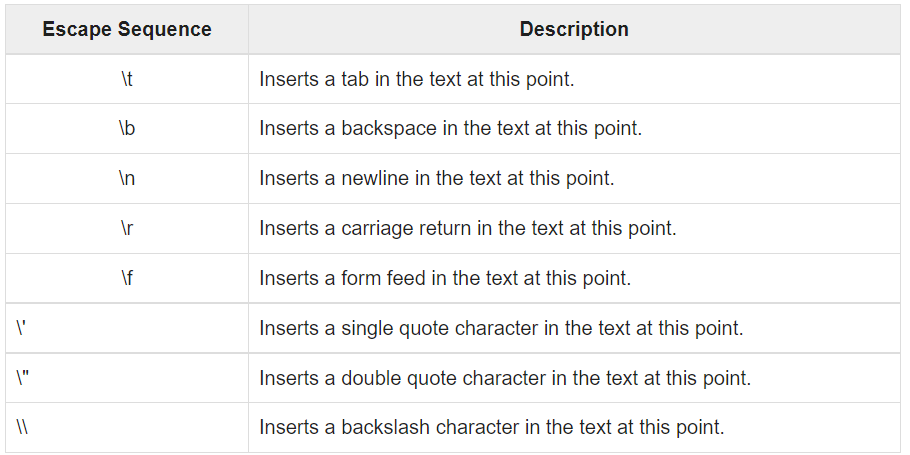 Escape Sequence Description
\t Inserts a tab in the text at this point.
\b Inserts a backspace in the text at this point.
\n Inserts a newline in the text at this point.
\r Inserts a carriage return in the text at this point.
\f Inserts a form feed in the text at this point.
\' Inserts a single quote character in the text at this point.
\" Inserts a double quote character in the text at this point.
\\ Inserts a backslash character in the text at this point.